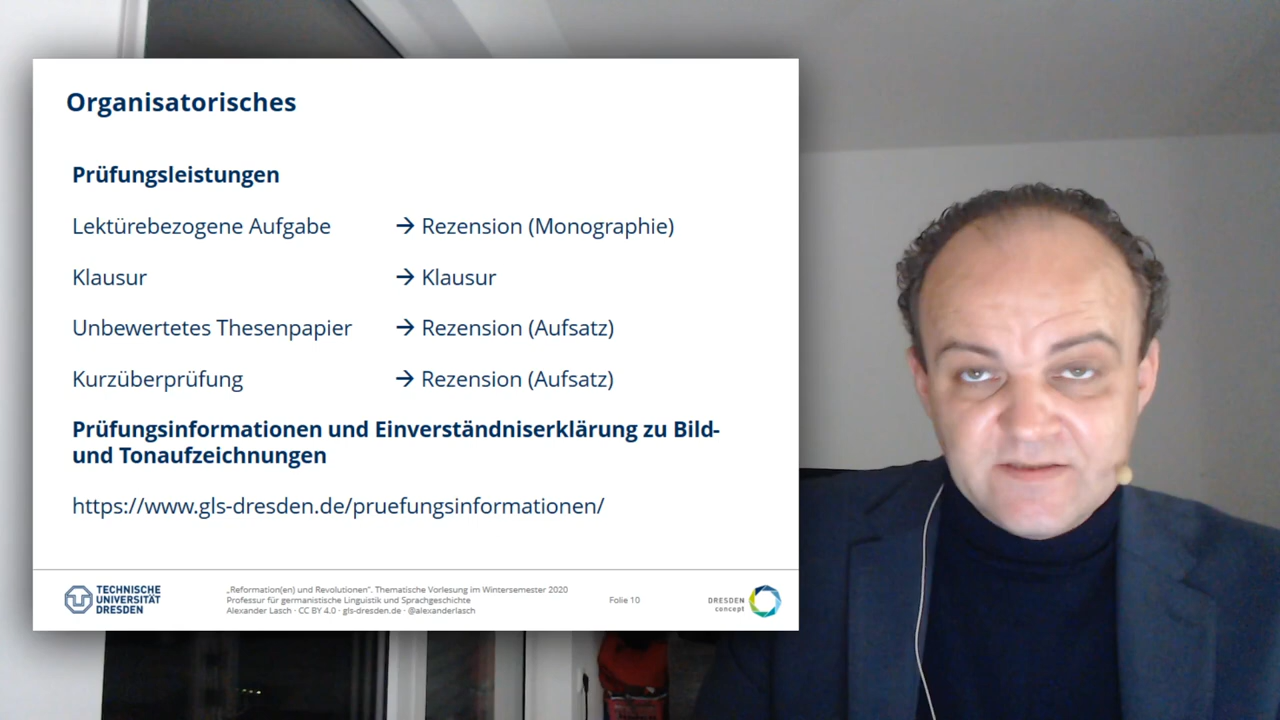 Organisatorisches
Prüfungsleistungen
Lektürebezogene Aufgabe → Rezension (Monographie)
Klausur → Klausur
Unbewertetes Thesenpapier → Rezension (Aufsatz)
Kurzüberprüfung → Rezension (Aufsatz)
Prüfungsinformationen und Einverständniserklärung zu Bild-
und Tonaufzeichnungen
https://www.gls-dresden.de/pruefungsinformationen/
TECHNISCHE
UNIVERSITÄT
DRESDEN
„Reformation(en) und Revolutionen“. Thematische Vorlesung im Wintersemester 2020
Professur für germanistische Linguistik und Sprachgeschichte
Alexander Lasch · CC BY 4.0 · gls-dresden.de · @alexanderlasch
Folie 10
DRESDEN
concept